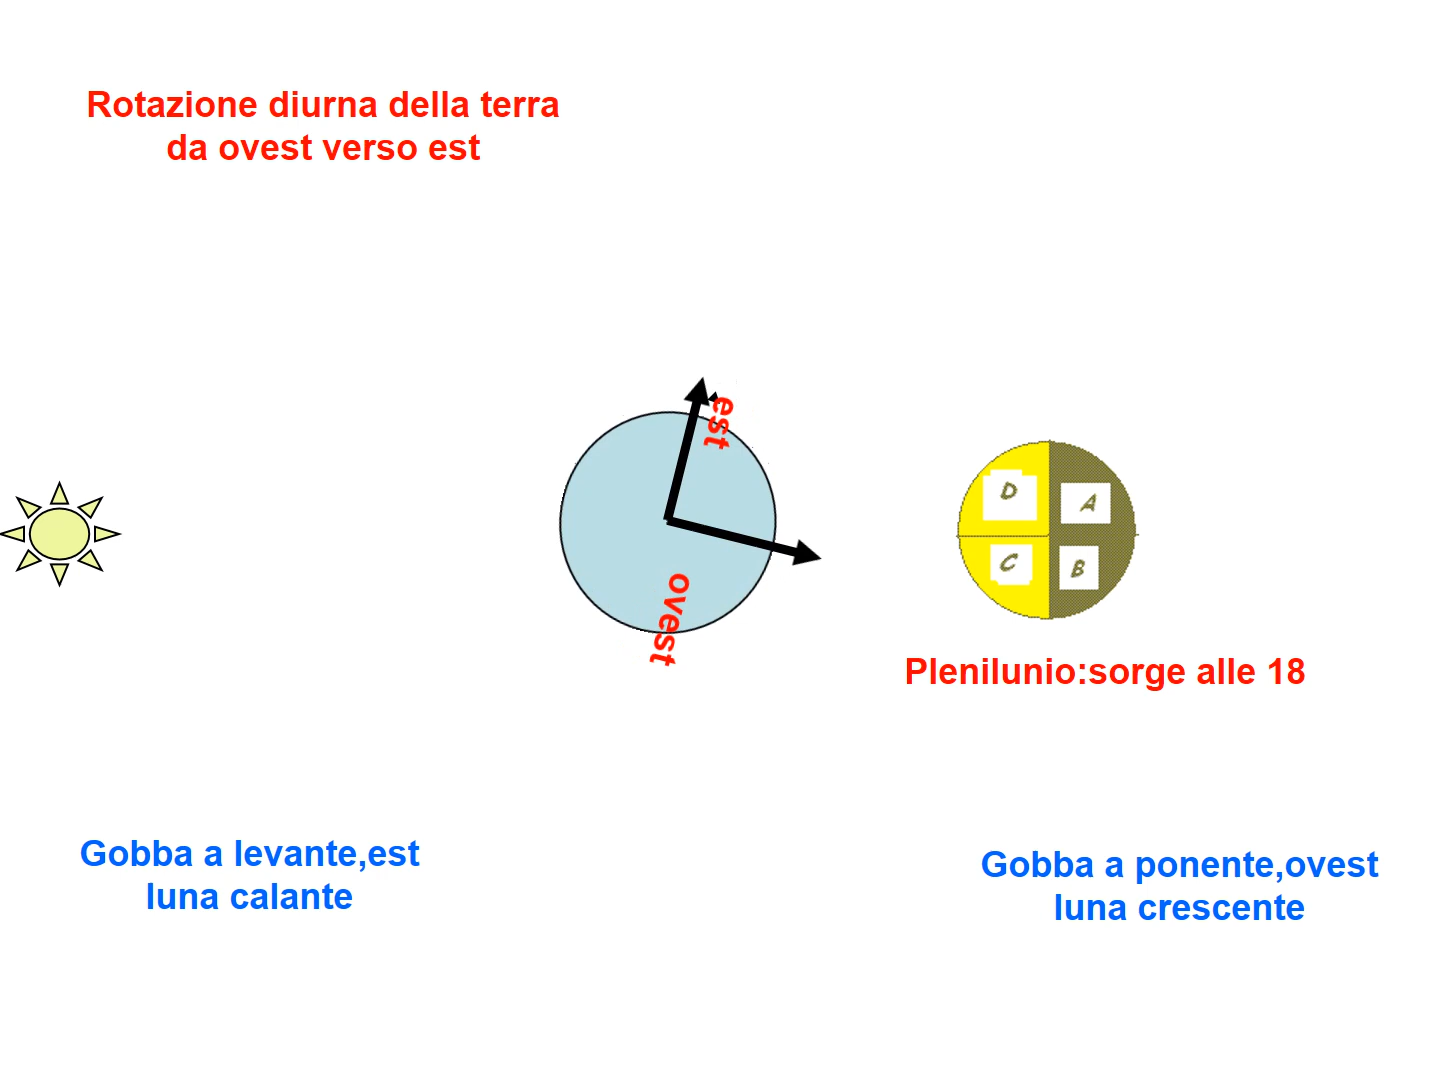 Rotazione diurna della terra
da ovest verso est
est
ovest
D
A
C
B
Plenilunio:sorge alle 18
Gobba a levante,est
luna calante
Gobba a ponente,ovest
luna crescente